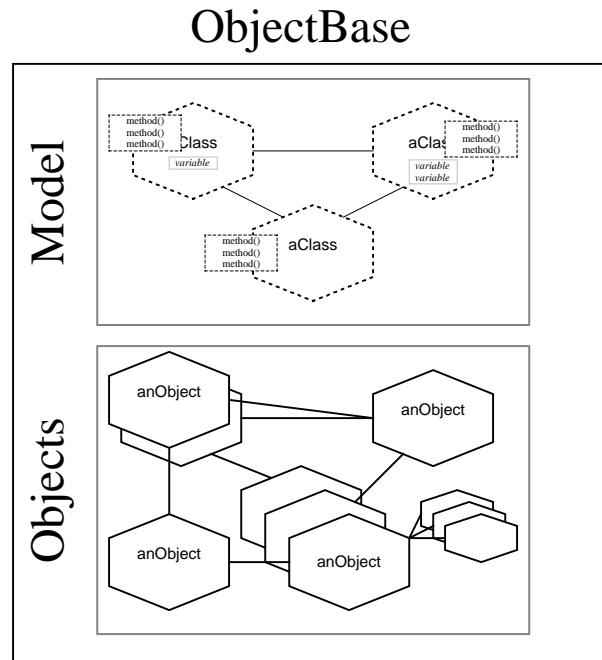 ObjectBase
Model
method()
method()
method()
Class
variable
method()
method()
method()
aClas
variable
variable
method()
method()
method()
aClass
Objects
anObject
anObject
anObject
anObject